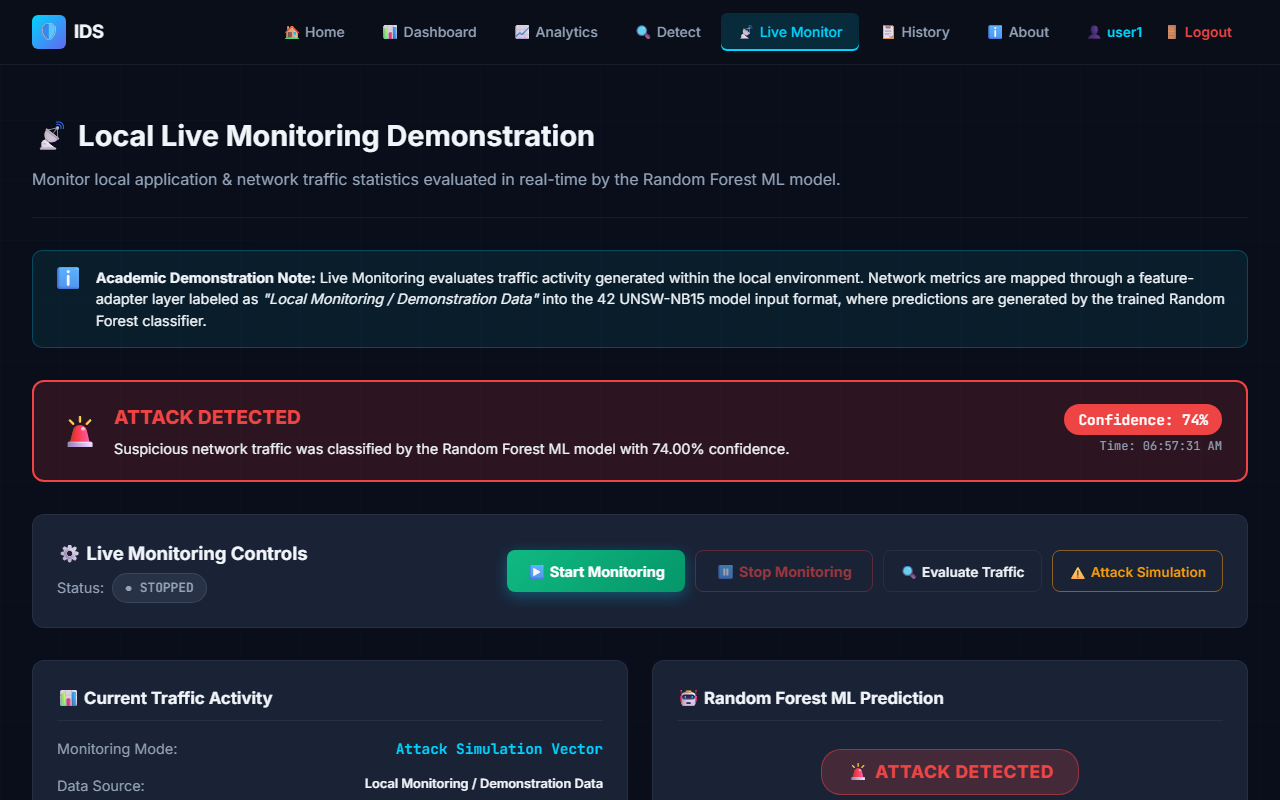 IDS
Home
Dashboard
Analytics
Detect
Live Monitor
History
About
user1
Logout
Local Live Monitoring Demonstration
Monitor local application & network traffic statistics evaluated in real-time by the Random Forest ML model.
Academic Demonstration Note: Live Monitoring evaluates traffic activity generated within the local environment. Network metrics are mapped through a feature-
adapter layer labeled as "Local Monitoring / Demonstration Data" into the 42 UNSW-NB15 model input format, where predictions are generated by the trained Random
Forest classifier.
ATTACK DETECTED
Suspicious network traffic was classified by the Random Forest ML model with 74.00% confidence.
Confidence: 74%
Time: 06:57:31 AM
Live Monitoring Controls
Status: ● STOPPED
Start Monitoring
Stop Monitoring
Evaluate Traffic
Attack Simulation
Current Traffic Activity
Monitoring Mode: Attack Simulation Vector
Data Source: Local Monitoring / Demonstration Data
Random Forest ML Prediction
ATTACK DETECTED